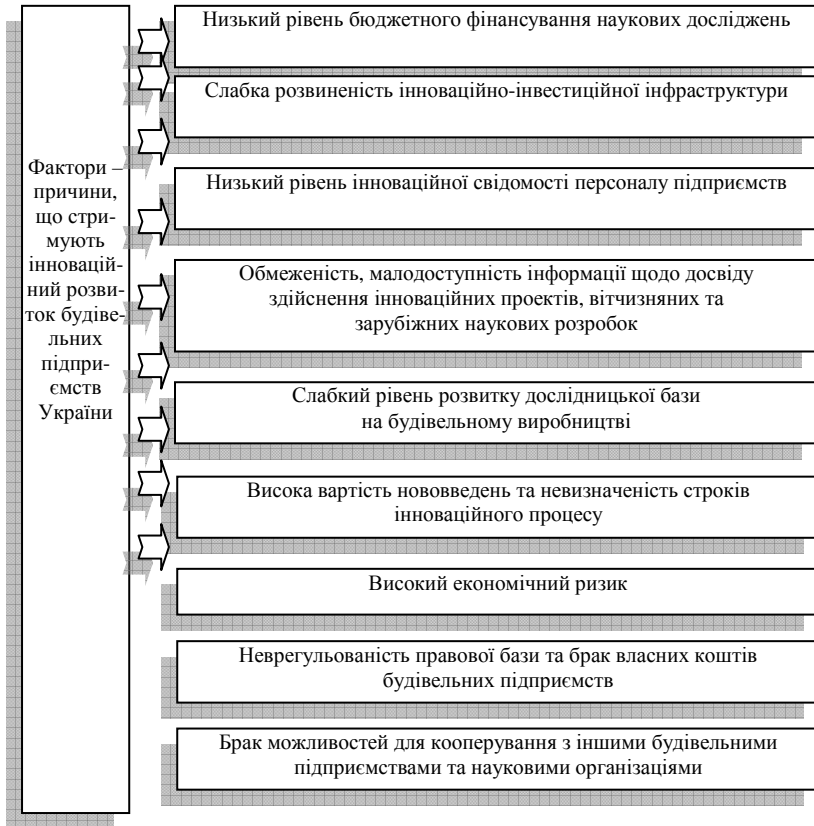 Фактори –
причини,
що стри-
мують
інновацій-
ний розви-
ток будіве-
льних
підпри-
ємств
України
Низький рівень бюджетного фінансування наукових досліджень
Слабка розвиненість інноваційно-інвестиційної інфраструктури
Низький рівень інноваційної свідомості персоналу підприємств
Обмеженість, малодоступність інформації щодо досвіду
здійснення інноваційних проектів, вітчизняних та
зарубіжних наукових розробок
Слабкий рівень розвитку дослідницької бази
на будівельному виробництві
Висока вартість нововведень та невизначеність строків
інноваційного процесу
Високий економічний ризик
Неврегульованість правової бази та брак власних коштів
будівельних підприємств
Брак можливостей для кооперування з іншими будівельними
підприємствами та науковими організаціями